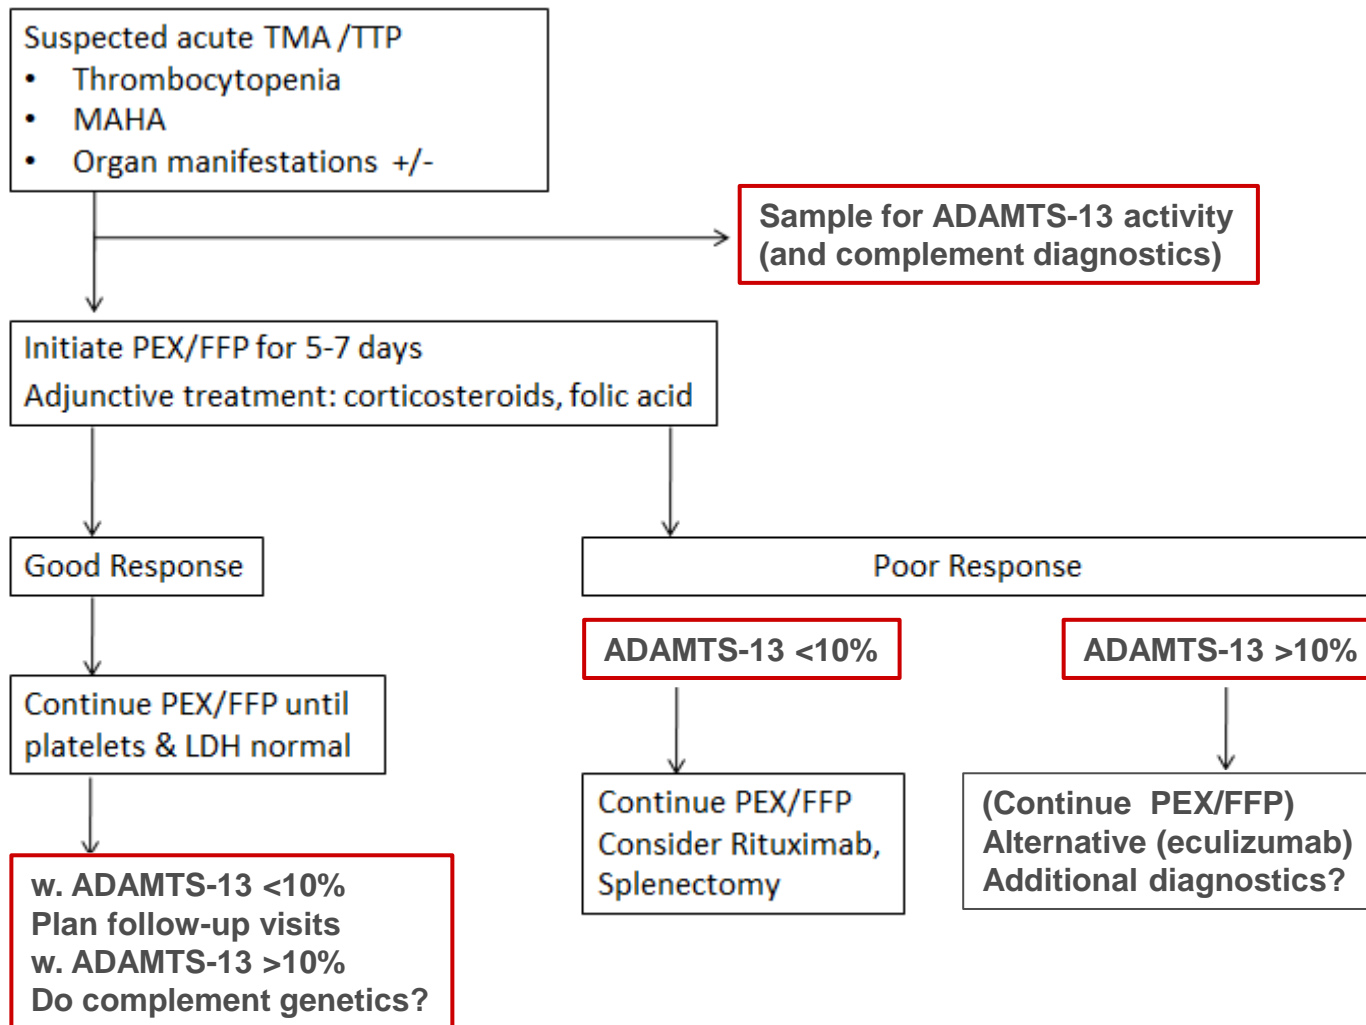 Suspected acute TMA /TTP
• Thrombocytopenia
• MAHA
• Organ manifestations +/-
Sample for ADAMTS-13 activity
(and complement diagnostics)
Initiate PEX/FFP for 5-7 days
Adjunctive treatment: corticosteroids, folic acid
Good Response
Poor Response
ADAMTS-13 <10%
ADAMTS-13 >10%
Continue PEX/FFP until
platelets & LDH normal
Continue PEX/FFP
Consider Rituximab,
Splenectomy
(Continue PEX/FFP)
Alternative (eculizumab)
Additional diagnostics?
w. ADAMTS-13 <10%
Plan follow-up visits
w. ADAMTS-13 >10%
Do complement genetics?